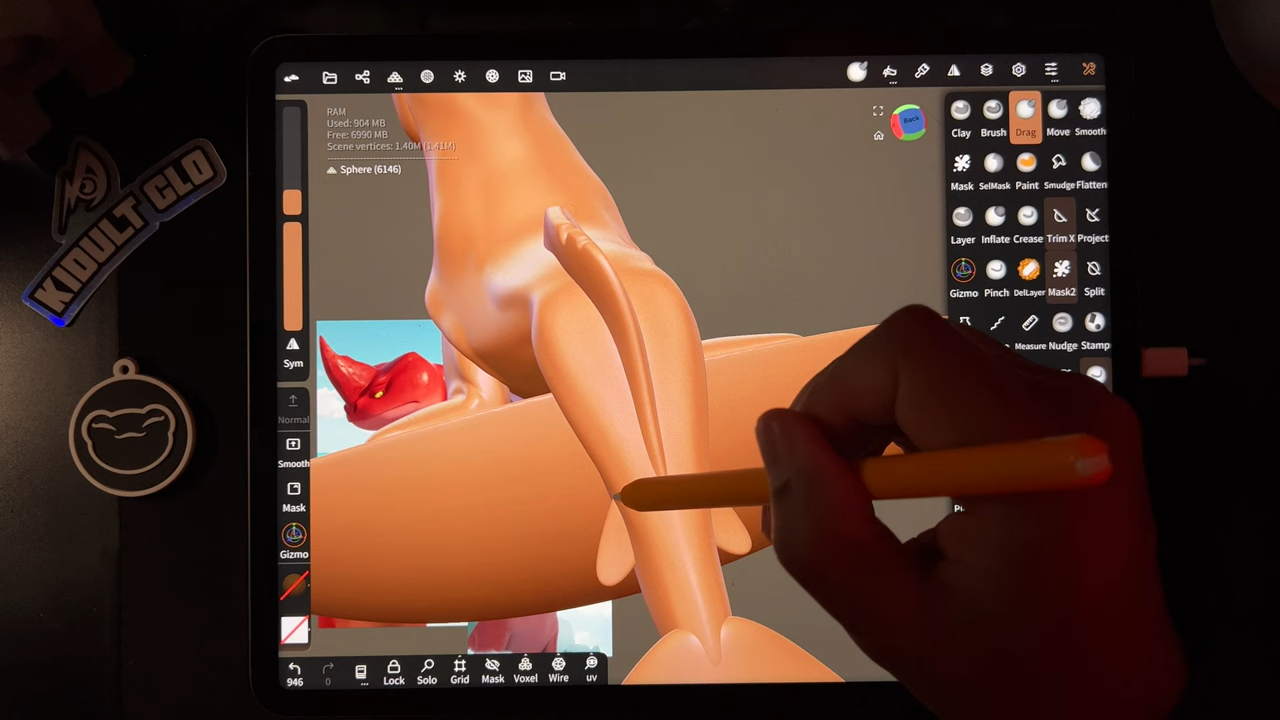 KIDULT CLO
RAM
Used: 904 MB
Free: 6990 MB
Scene vertices: 1.40M (1.41M)
Sphere (6146)
Back
Clay Brush Drag Move Smooth
Mask SelMask Paint Smudge Flatten
Layer Inflate Crease Trim X Project
Gizmo Pinch DelLayer Mask2 Split
Measure Nudge Stamp
Sym
Normal
Smooth
Mask
Gizmo
946 0 Lock Solo Grid Mask Voxel Wire uv